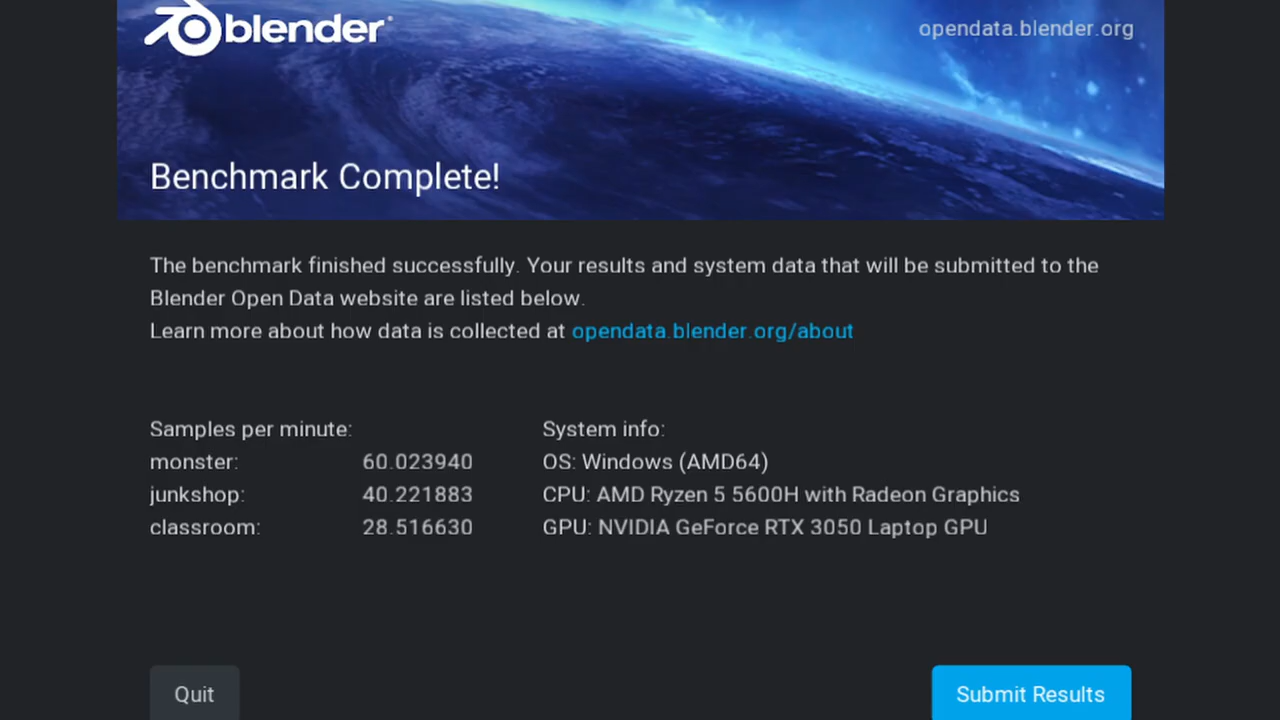 blender
opendata.blender.org
Benchmark Complete!
The benchmark finished successfully. Your results and system data that will be submitted to the
Blender Open Data website are listed below.
Learn more about how data is collected at opendata.blender.org/about
Samples per minute:
monster: 60.023940
junkshop: 40.221883
classroom: 28.516630
System info:
OS: Windows (AMD64)
CPU: AMD Ryzen 5 5600H with Radeon Graphics
GPU: NVIDIA GeForce RTX 3050 Laptop GPU
Quit
Submit Results